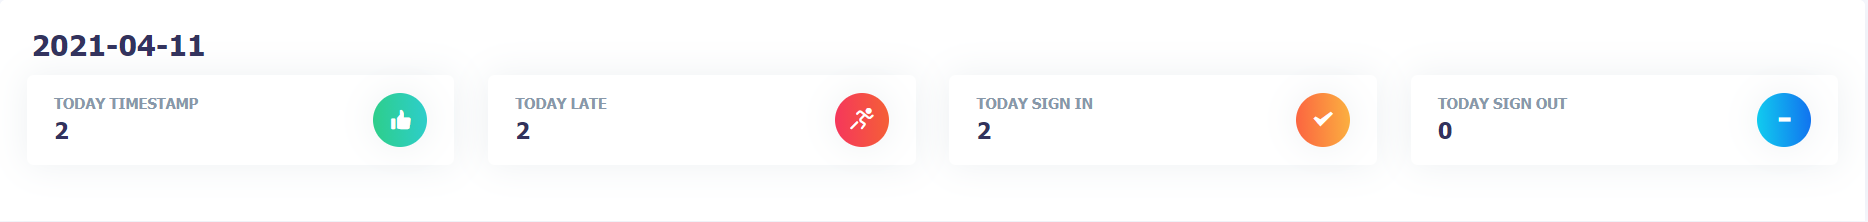 2021-04-11
TODAY TIMESTAMP
2
TODAY LATE
2
TODAY SIGN IN
2
TODAY SIGN OUT
0